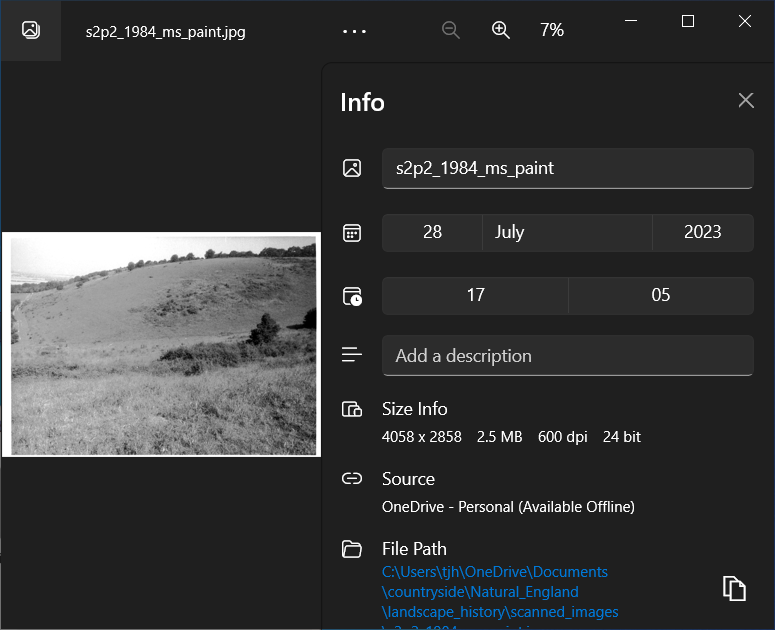 s2p2_1984_ms_paint.jpg
7%
Info
s2p2_1984_ms_paint
28 July 2023
17 05
Add a description
Size Info
4058 x 2858 2.5 MB 600 dpi 24 bit
Source
OneDrive - Personal (Available Offline)
File Path
C:\Users\tjh\OneDrive\Documents
\countryside\Natural_England
\landscape_history\scanned_images